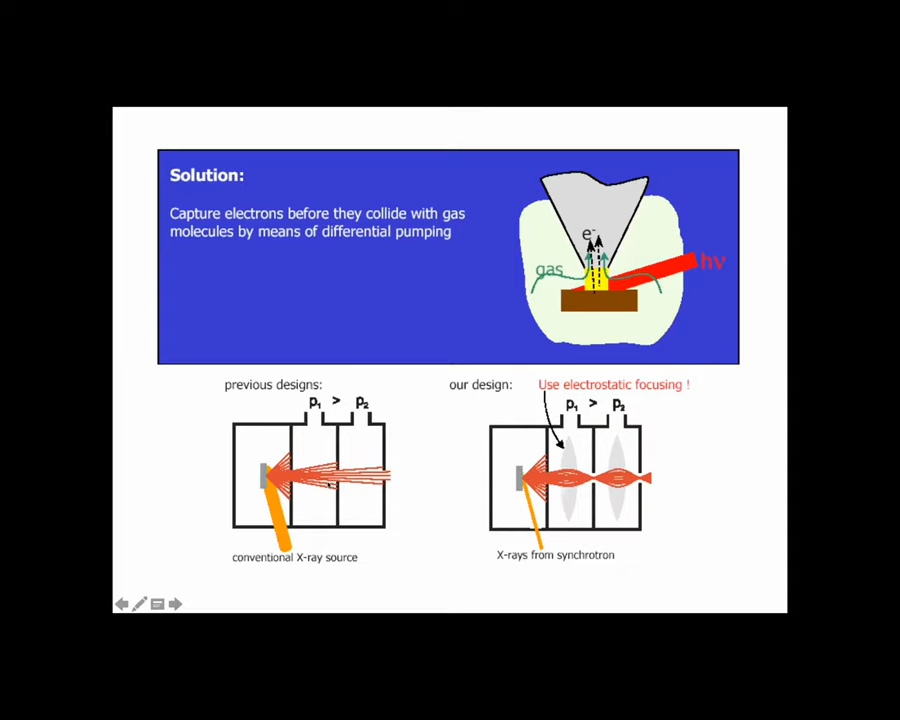 Solution:
Capture electrons before they collide with gas
molecules by means of differential pumping
e-
gas
hν
previous designs:
p1 > p2
conventional X-ray source
our design: Use electrostatic focusing !
p1 > p2
X-rays from synchrotron